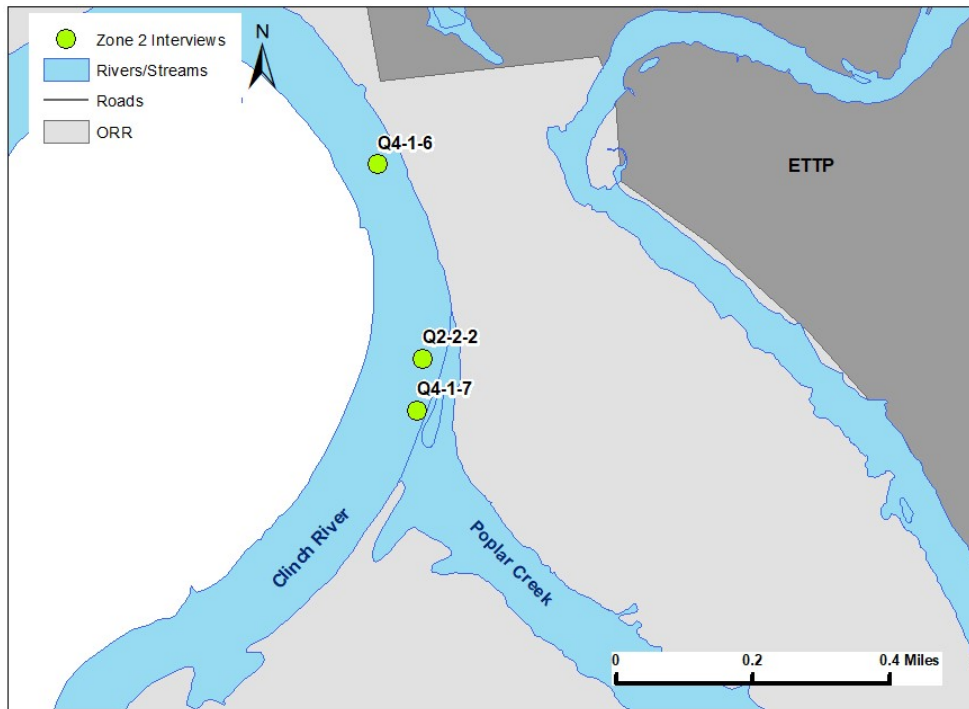 Zone 2 Interviews
Rivers/Streams
Roads
ORR
N
Q4-1-6
ETTP
Q2-2-2
Q4-1-7
Clinch River
Poplar Creek
0 0.2 0.4 Miles